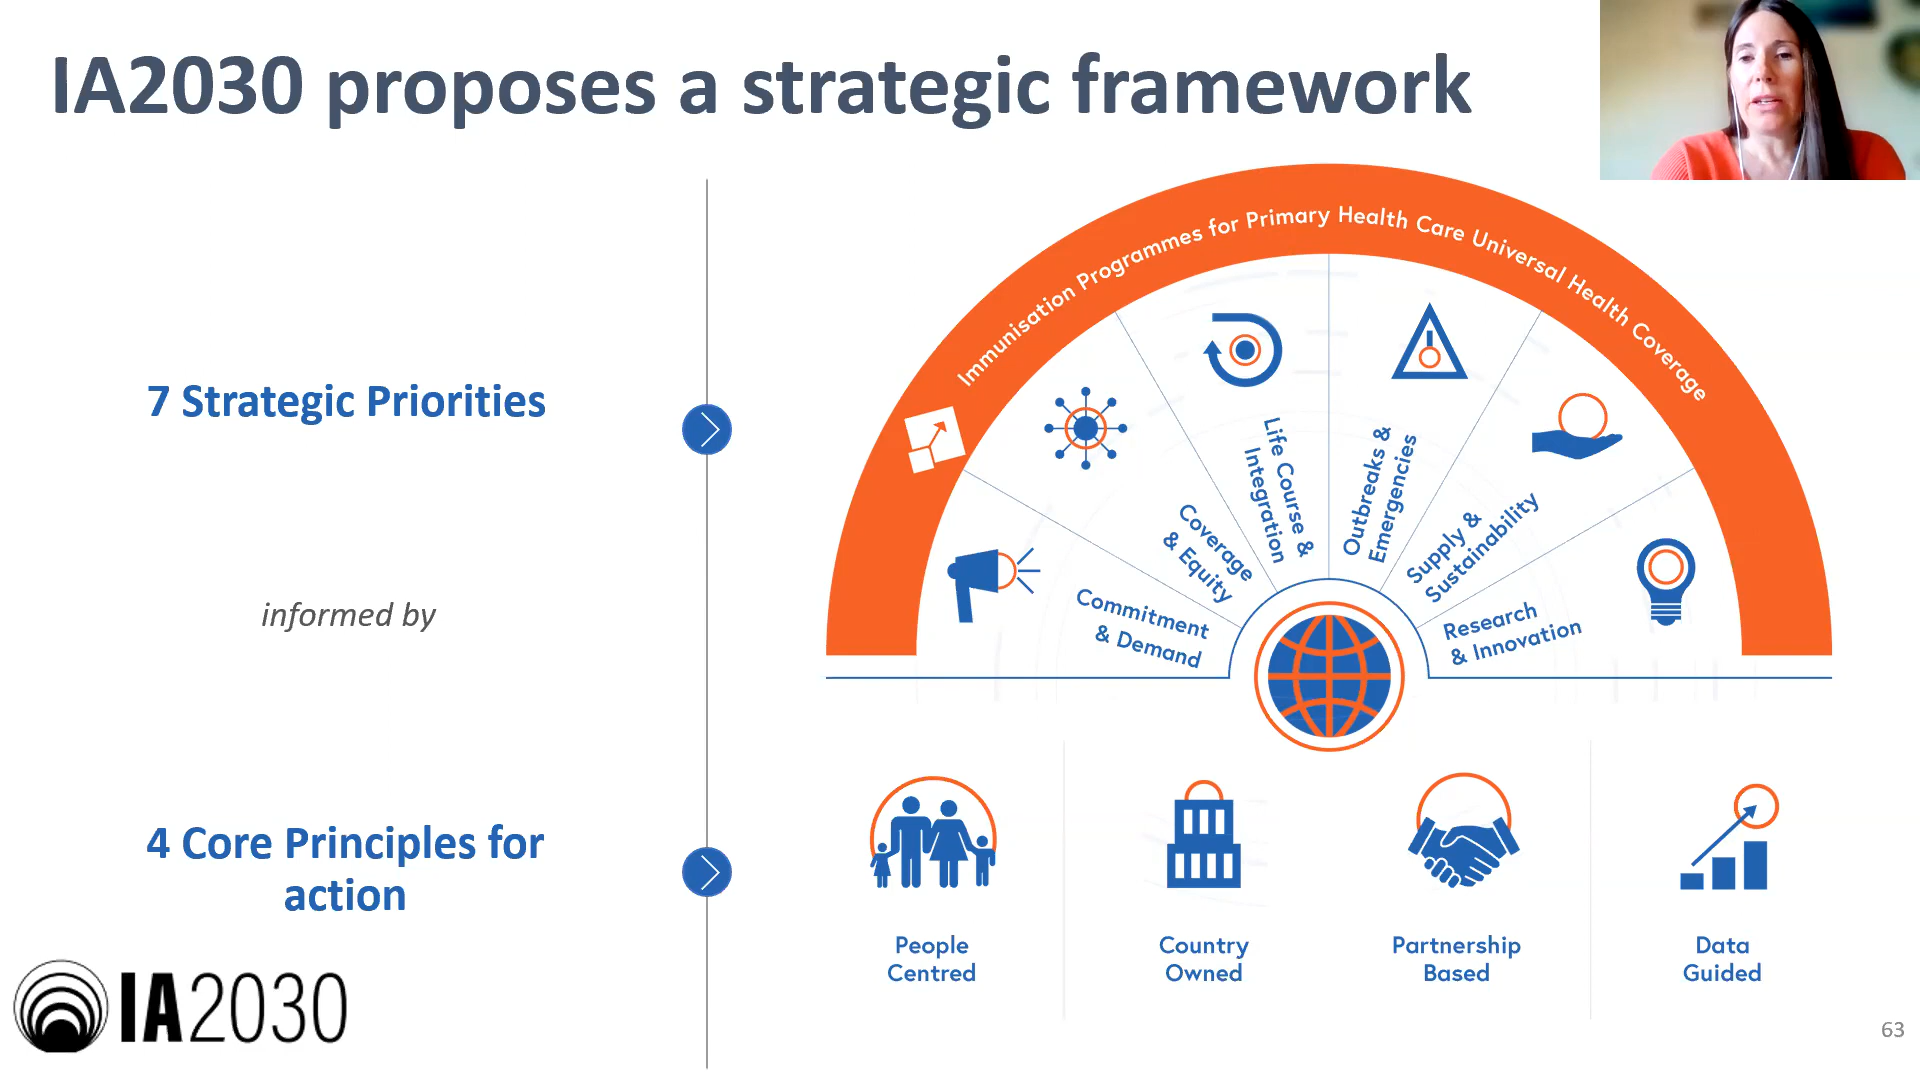 IA2030 proposes a strategic framework
7 Strategic Priorities
informed by
4 Core Principles for
action
Immunisation Programmes for Primary Health Care Universal Health Coverage
Commitment
& Demand
Coverage
& Equity
Life Course &
Integration
Outbreaks &
Emergencies
Supply &
Sustainability
Research
& Innovation
People
Centred
Country
Owned
Partnership
Based
Data
Guided
IA2030
63